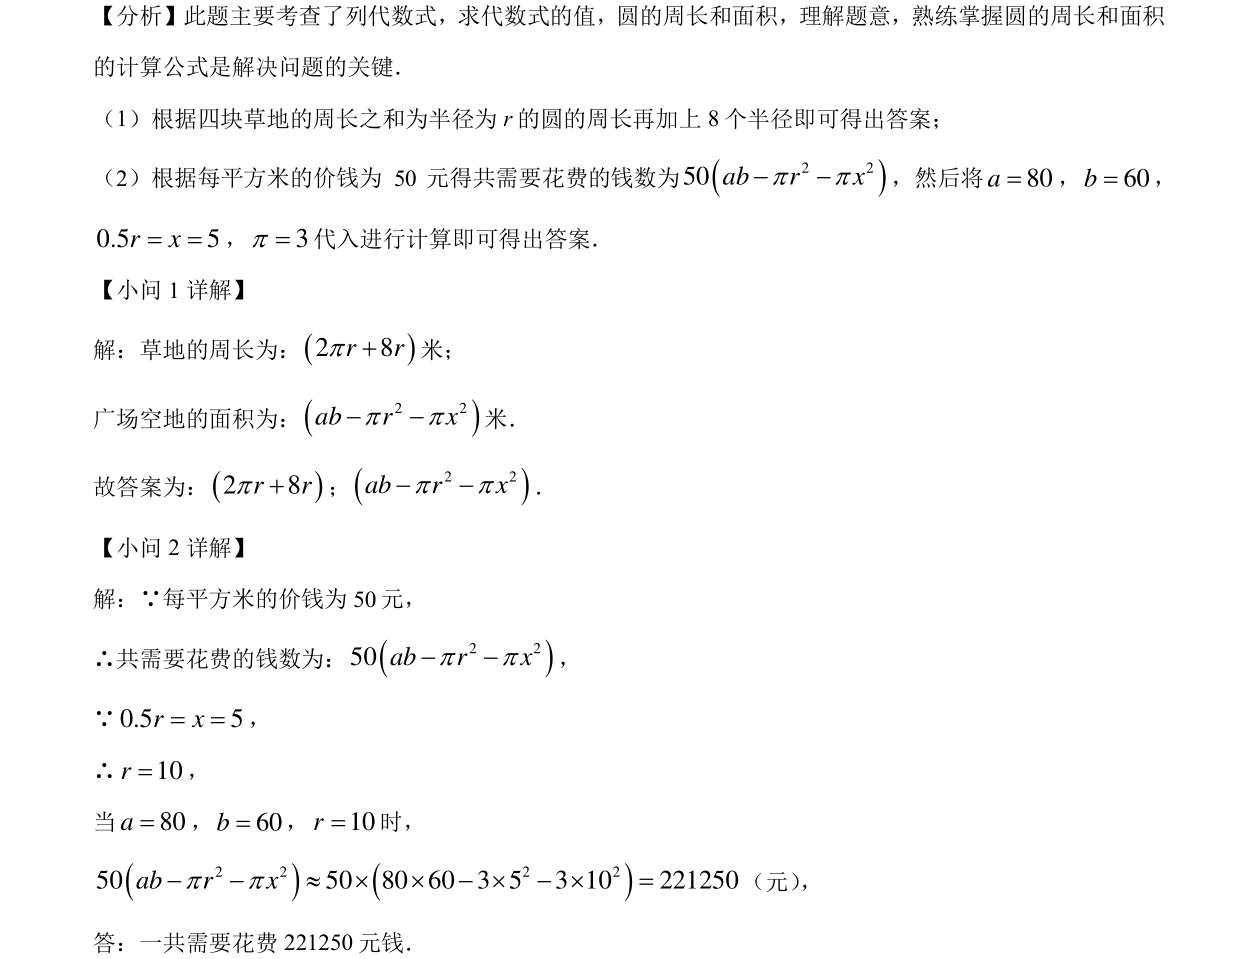 【分析】此题主要考查了列代数式，求代数式的值，圆的周长和面积，理解题意，熟练掌握圆的周长和面积
的计算公式是解决问题的关键．
（1）根据四块草地的周长之和为半径为 r 的圆的周长再加上 8 个半径即可得出答案；
（2）根据每平方米的价钱为 50 元得共需要花费的钱数为50(ab−πr²−πx²)，然后将a=80，b=60，
0.5r=x=5，π=3代入进行计算即可得出答案．
【小问 1 详解】
解：草地的周长为：(2πr+8r)米；
广场空地的面积为：(ab−πr²−πx²)米．
故答案为：(2πr+8r)；(ab−πr²−πx²)．
【小问 2 详解】
解：∵每平方米的价钱为 50 元，
∴共需要花费的钱数为：50(ab−πr²−πx²)，
∵0.5r=x=5，
∴r=10，
当a=80，b=60，r=10时，
50(ab−πr²−πx²)≈50×(80×60−3×5²−3×10²)=221250（元），
答：一共需要花费 221250 元钱．